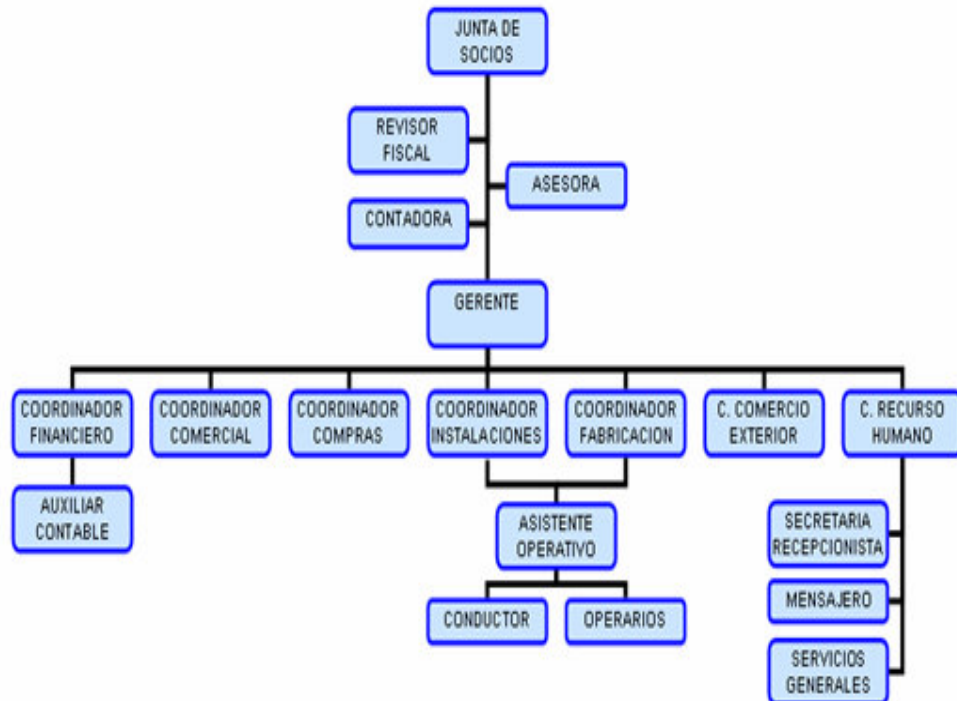 JUNTA DE
SOCIOS
REVISOR
FISCAL
ASESORA
CONTADORA
GERENTE
COORDINADOR
FINANCIERO
COORDINADOR
COMERCIAL
COORDINADOR
COMPRAS
COORDINADOR
INSTALACIONES
COORDINADOR
FABRICACION
C. COMERCIO
EXTERIOR
C. RECURSO
HUMANO
AUXILIAR
CONTABLE
ASISTENTE
OPERATIVO
SECRETARIA
RECEPCIONISTA
CONDUCTOR
OPERARIOS
MENSAJERO
SERVICIOS
GENERALES